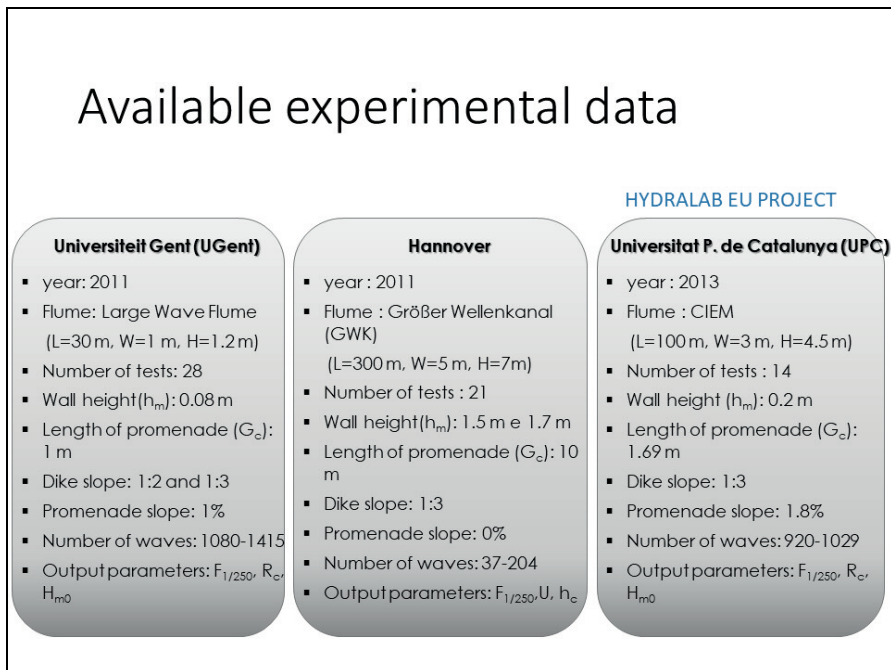 Available experimental data
HYDRALAB EU PROJECT
Universiteit Gent (UGent)
▪ year: 2011
▪ Flume: Large Wave Flume
(L=30 m, W=1 m, H=1.2 m)
▪ Number of tests: 28
▪ Wall height(hm): 0.08 m
▪ Length of promenade (Gc):
1 m
▪ Dike slope: 1:2 and 1:3
▪ Promenade slope: 1%
▪ Number of waves: 1080-1415
▪ Output parameters: F1/250, Rc,
Hm0
Hannover
▪ year : 2011
▪ Flume : Größer Wellenkanal
(GWK)
(L=300 m, W=5 m, H=7m)
▪ Number of tests : 21
▪ Wall height(hm): 1.5 m e 1.7 m
▪ Length of promenade (Gc): 10
m
▪ Dike slope: 1:3
▪ Promenade slope: 0%
▪ Number of waves: 37-204
▪ Output parameters: F1/250,U, hc
Universitat P. de Catalunya (UPC)
▪ year : 2013
▪ Flume : CIEM
(L=100 m, W=3 m, H=4.5 m)
▪ Number of tests : 14
▪ Wall height (hm): 0.2 m
▪ Length of promenade (Gc):
1.69 m
▪ Dike slope: 1:3
▪ Promenade slope: 1.8%
▪ Number of waves: 920-1029
▪ Output parameters: F1/250, Rc,
Hm0